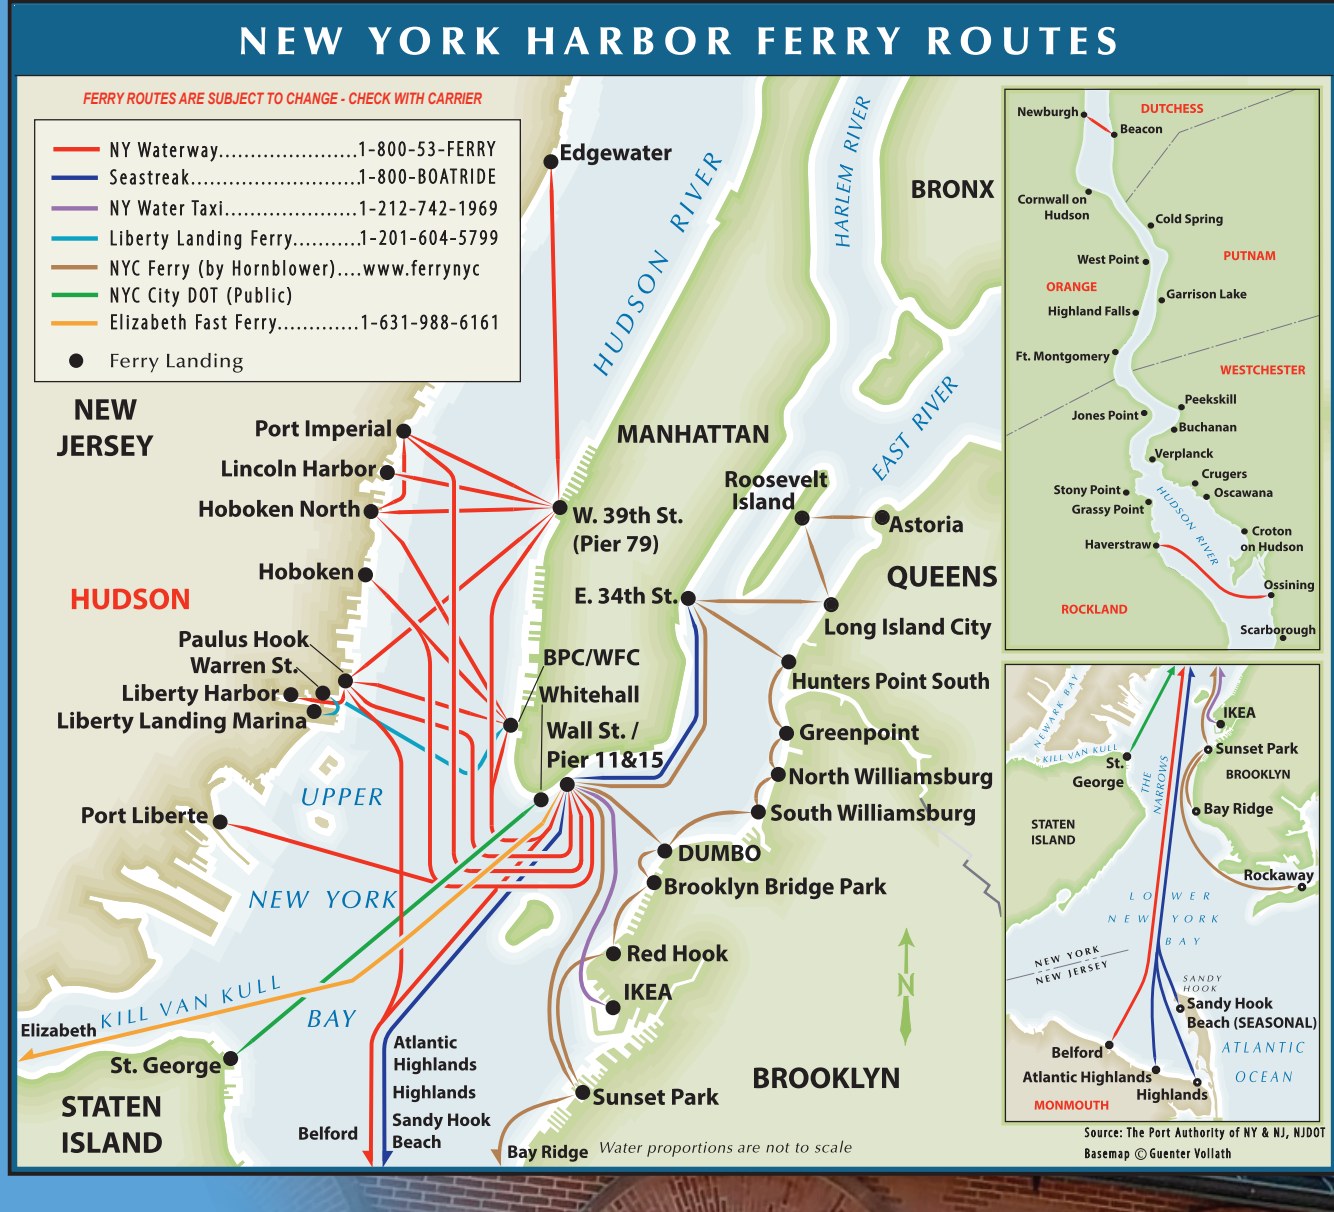 NEW YORK HARBOR FERRY ROUTES
FERRY ROUTES ARE SUBJECT TO CHANGE - CHECK WITH CARRIER
NY Waterway.....................1-800-53-FERRY
Seastreak..........................1-800-BOATRIDE
NY Water Taxi....................1-212-742-1969
Liberty Landing Ferry..........1-201-604-5799
NYC Ferry (by Hornblower)....www.ferrynyc
NYC City DOT (Public)
Elizabeth Fast Ferry.............1-631-988-6161
Ferry Landing
Edgewater
HUDSON RIVER
HARLEM RIVER
BRONX
NEW
JERSEY
Port Imperial
Lincoln Harbor
Hoboken North
Hoboken
HUDSON
Paulus Hook
Warren St.
Liberty Harbor
Liberty Landing Marina
Port Liberte
MANHATTAN
EAST RIVER
Roosevelt
Island
W. 39th St.
(Pier 79)
Astoria
QUEENS
E. 34th St.
Long Island City
BPC/WFC
Whitehall
Wall St. /
Pier 11&15
Hunters Point South
Greenpoint
North Williamsburg
South Williamsburg
DUMBO
Brooklyn Bridge Park
Red Hook
IKEA
N
UPPER
NEW YORK
BAY
KILL VAN KULL
Elizabeth
St. George
STATEN
ISLAND
Belford
Atlantic
Highlands
Highlands
Sandy Hook
Beach
Sunset Park
Bay Ridge
BROOKLYN
Water proportions are not to scale
Newburgh
DUTCHESS
Beacon
Cornwall on
Hudson
Cold Spring
West Point
PUTNAM
ORANGE
Garrison Lake
Highland Falls
Ft. Montgomery
WESTCHESTER
Peekskill
Jones Point
Buchanan
Verplanck
Crugers
Stony Point
Oscawana
Grassy Point
HUDSON RIVER
Croton
on Hudson
Haverstraw
Ossining
ROCKLAND
Scarborough
NEWARK BAY
KILL VAN KULL
IKEA
St.
George
THE
NARROWS
Sunset Park
BROOKLYN
Bay Ridge
STATEN
ISLAND
Rockaway
LOWER
NEW YORK
BAY
NEW YORK
NEW JERSEY
SANDY
HOOK
Sandy Hook
Beach (SEASONAL)
Belford
ATLANTIC
OCEAN
Atlantic Highlands
Highlands
MONMOUTH
Source: The Port Authority of NY & NJ, NJDOT
Basemap © Guenter Vollath